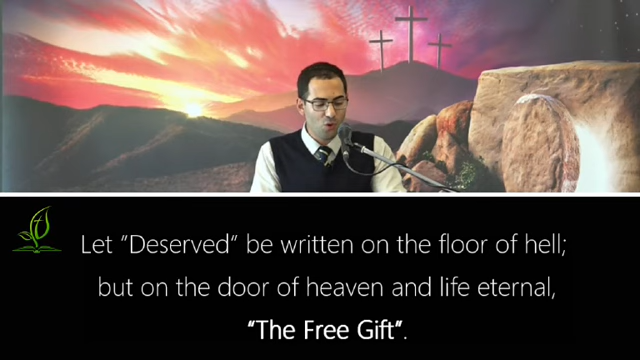 Let “Deserved” be written on the floor of hell;
but on the door of heaven and life eternal,
“The Free Gift”.